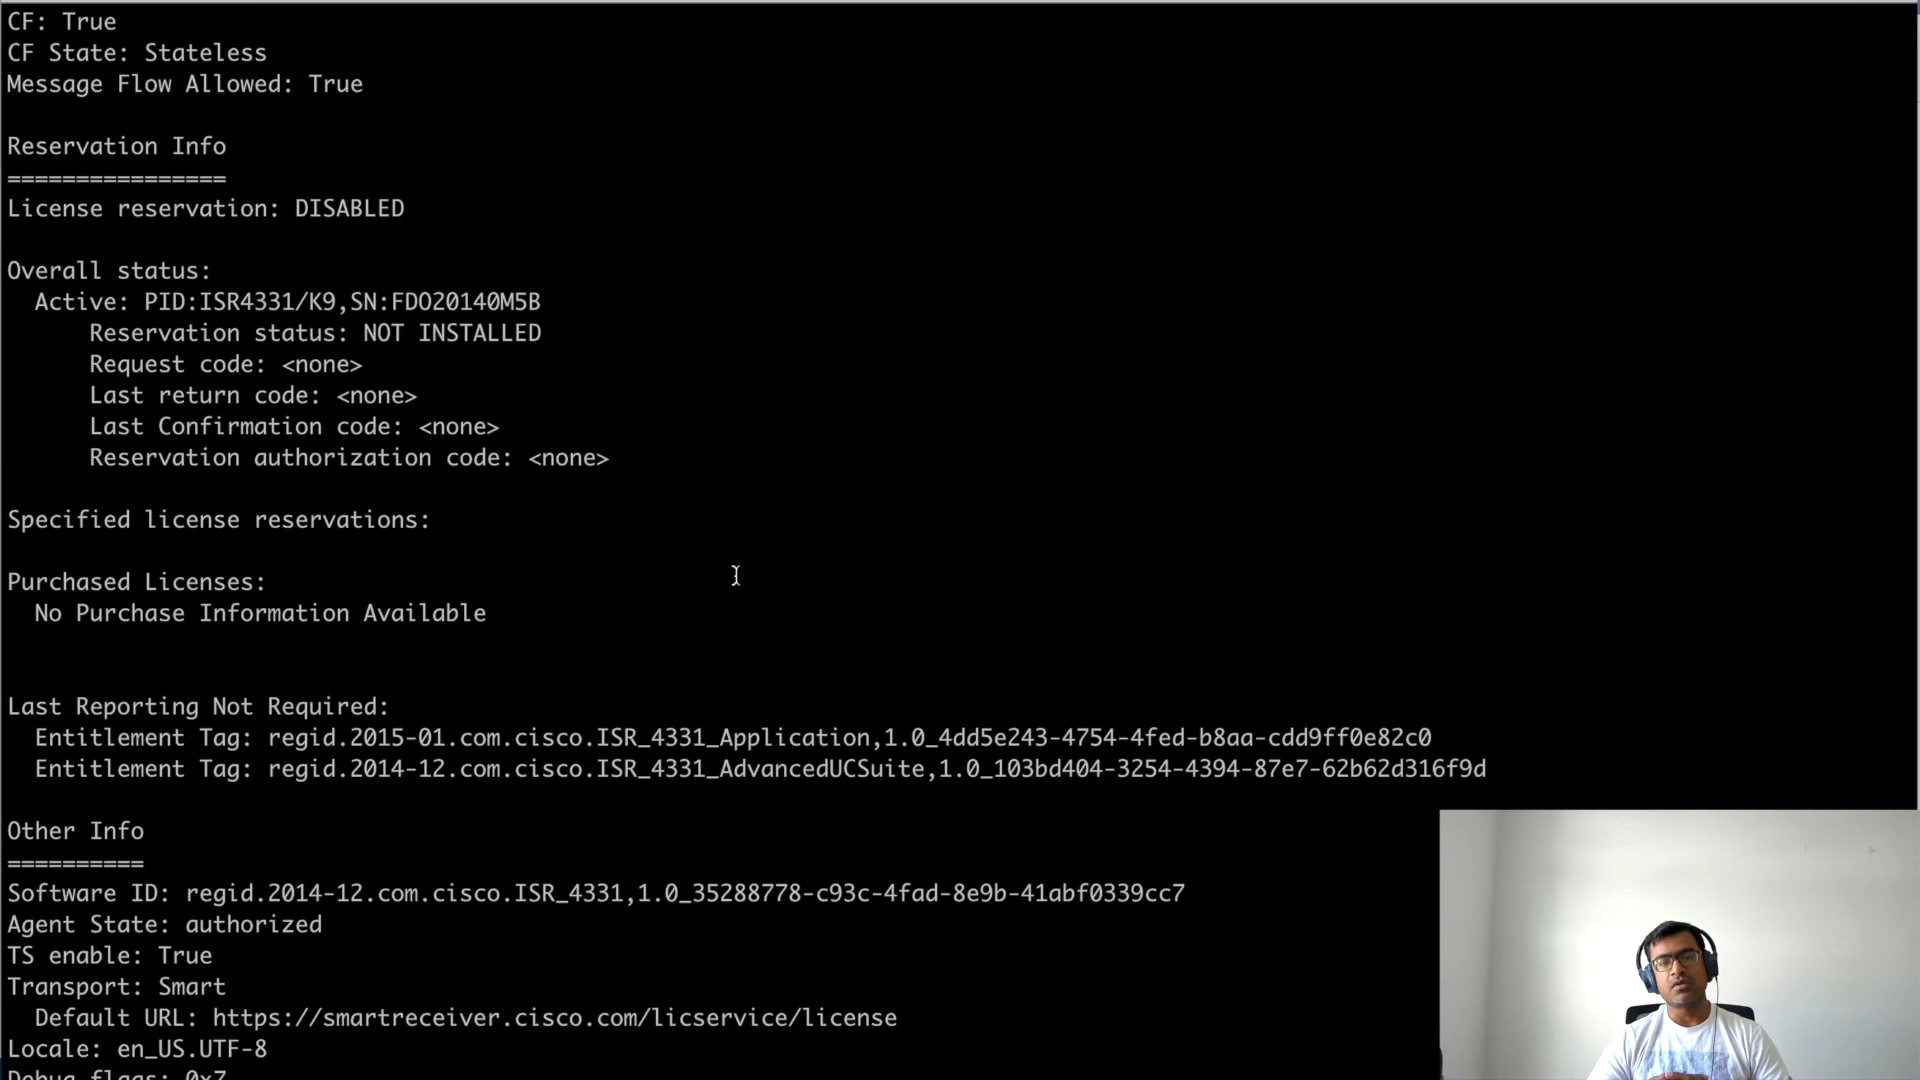 CF: True
CF State: Stateless
Message Flow Allowed: True
Reservation Info
================
License reservation: DISABLED
Overall status:
Active: PID:ISR4331/K9,SN:FDO20140M5B
Reservation status: NOT INSTALLED
Request code: <none>
Last return code: <none>
Last Confirmation code: <none>
Reservation authorization code: <none>
Specified license reservations:
Purchased Licenses:
No Purchase Information Available
Last Reporting Not Required:
Entitlement Tag: regid.2015-01.com.cisco.ISR_4331_Application,1.0_4dd5e243-4754-4fed-b8aa-cdd9ff0e82c0
Entitlement Tag: regid.2014-12.com.cisco.ISR_4331_AdvancedUCSuite,1.0_103bd404-3254-4394-87e7-62b62d316f9d
Other Info
==========
Software ID: regid.2014-12.com.cisco.ISR_4331,1.0_35288778-c93c-4fad-8e9b-41abf0339cc7
Agent State: authorized
TS enable: True
Transport: Smart
Default URL: https://smartreceiver.cisco.com/licservice/license
Locale: en_US.UTF-8
Debug flags: 0x7